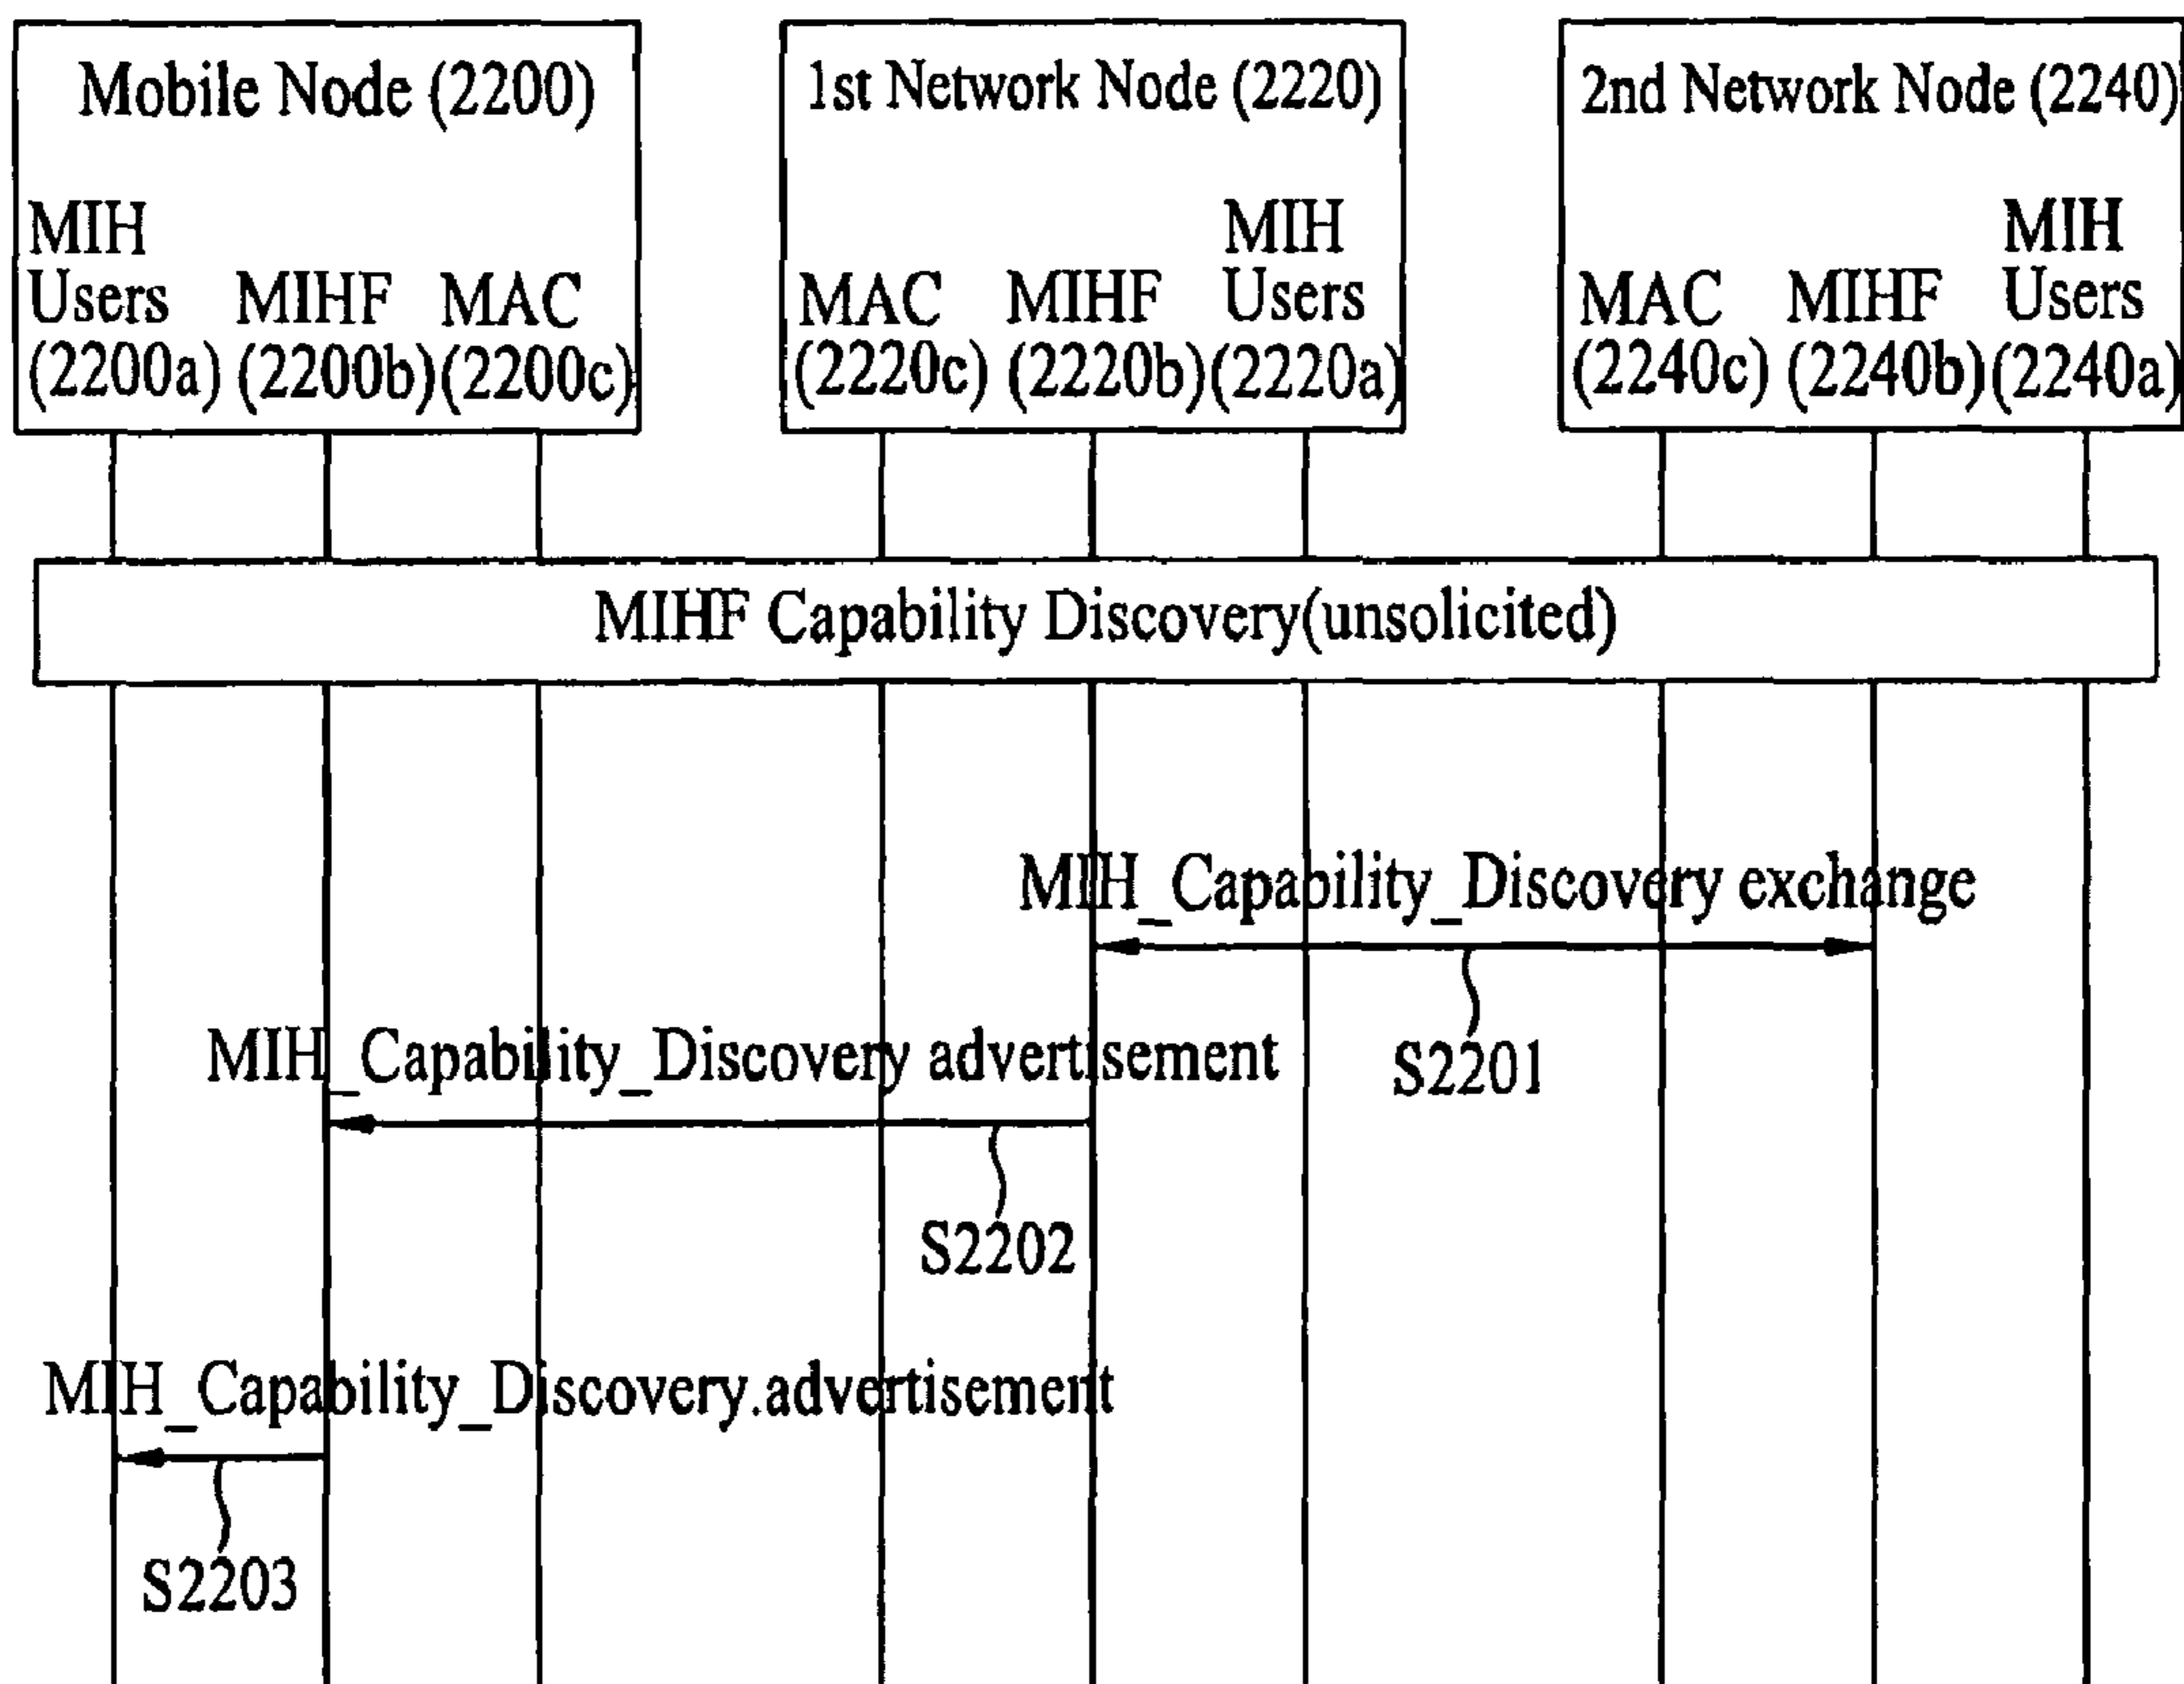 Mobile Node (2200)
MIH
Users MIHF MAC
(2200a) (2200b) (2200c)
1st Network Node (2220)
MIH
MAC MIHF Users
(2220c) (2220b) (2220a)
2nd Network Node (2240)
MIH
MAC MIHF Users
(2240c) (2240b) (2240a)
MIHF Capability Discovery(unsolicited)
MIH_Capability_Discovery exchange
S2201
MIH_Capability_Discovery advertisement
S2202
MIH_Capability_Discovery.advertisement
S2203